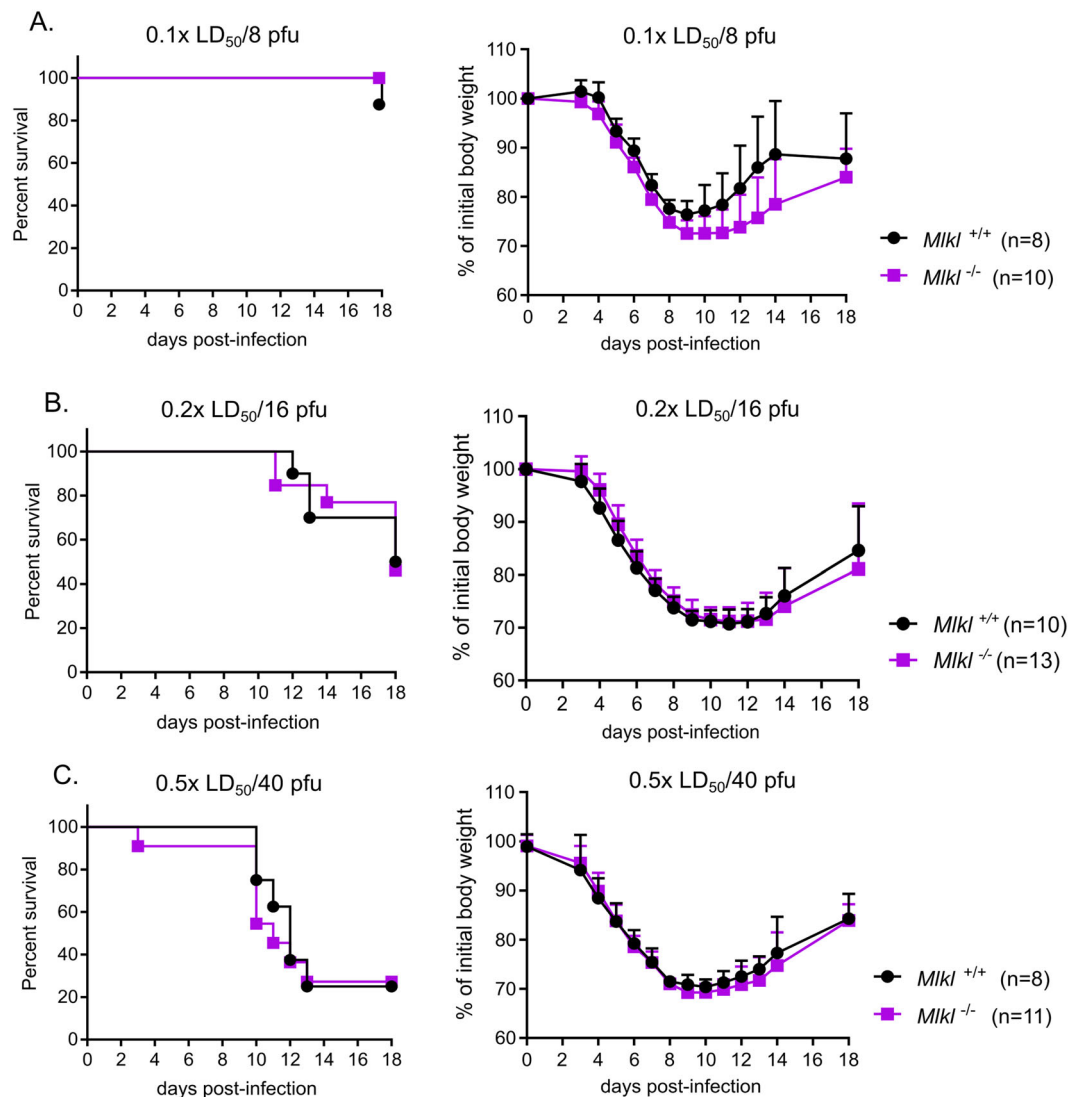 A.
0.1x LD50/8 pfu
Percent survival
100
80
60
40
20
0
0 2 4 6 8 10 12 14 16 18
days post-infection
0.1x LD50/8 pfu
% of initial body weight
110
100
90
80
70
60
0 2 4 6 8 10 12 14 16 18
days post-infection
Mlkl +/+ (n=8)
Mlkl -/- (n=10)
B.
0.2x LD50/16 pfu
Percent survival
100
80
60
40
20
0
0 2 4 6 8 10 12 14 16 18
days post-infection
0.2x LD50/16 pfu
% of initial body weight
110
100
90
80
70
60
0 2 4 6 8 10 12 14 16 18
days post-infection
Mlkl +/+ (n=10)
Mlkl -/- (n=13)
C.
0.5x LD50/40 pfu
Percent survival
100
80
60
40
20
0
0 2 4 6 8 10 12 14 16 18
days post-infection
0.5x LD50/40 pfu
% of initial body weight
110
100
90
80
70
60
0 2 4 6 8 10 12 14 16 18
days post-infection
Mlkl +/+ (n=8)
Mlkl -/- (n=11)